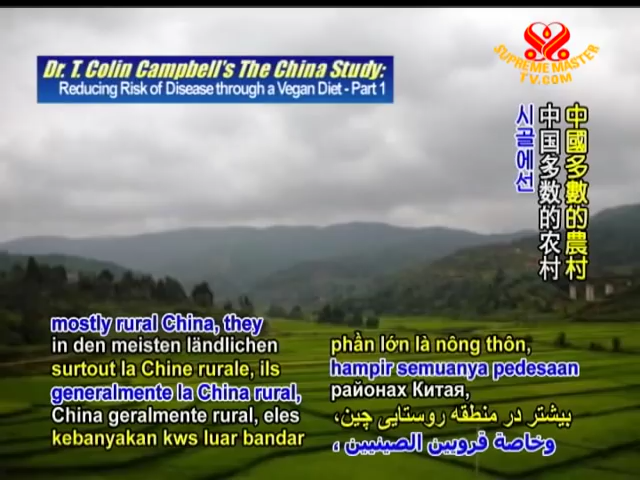 Dr. T. Colin Campbell's The China Study:
Reducing Risk of Disease through a Vegan Diet - Part 1
SUPREME MASTER
TV.COM
中國多數的農村
中国多数的农村
시골에선
mostly rural China, they
in den meisten ländlichen
surtout la Chine rurale, ils
generalmente la China rural,
China geralmente rural, eles
kebanyakan kws luar bandar
phần lớn là nông thôn,
hampir semuanya pedesaan
районах Китая,
بیشتر در منطقه روستایی چین،
وخاصة قرويين الصينيين ،